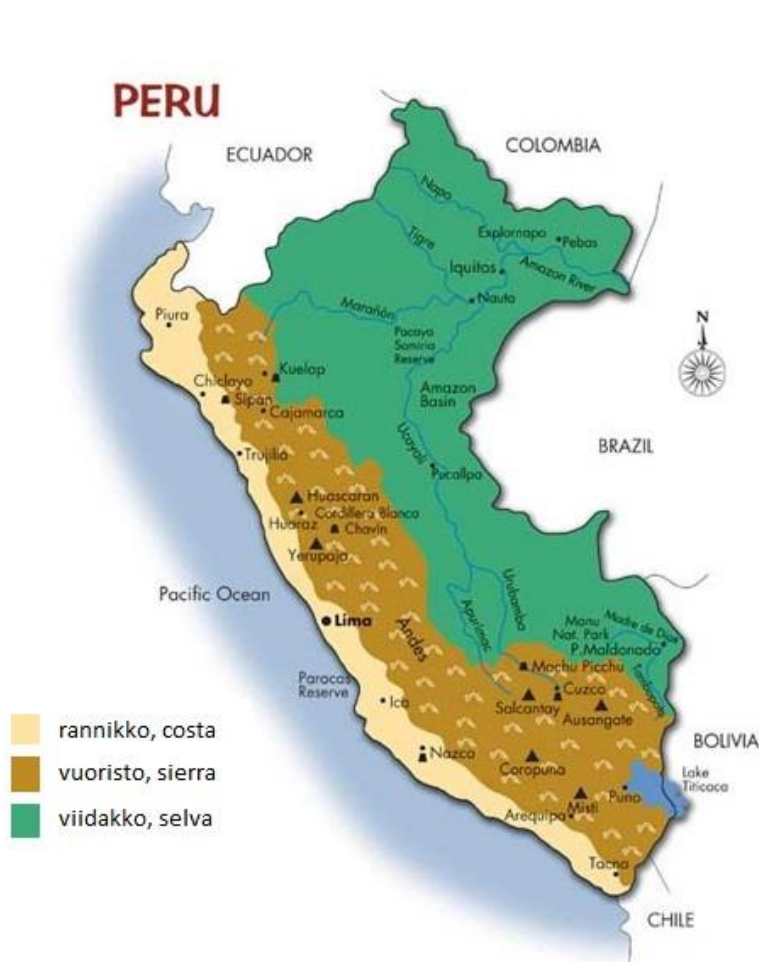 PERU
ECUADOR
COLOMBIA
Napo
Tigre
Explornapo
Pebas
Iquitos
Amazon River
Nauta
Marañón
Piura
Pacaya
Samiria
Reserve
Kuelap
Chiclayo
Sipán
Cajamarca
Amazon
Basin
N
BRAZIL
Trujillo
Ucayali
Pucallpa
Huascaran
Cordillera Blanca
Huaraz
Chavin
Yerupaja
Pacific Ocean
Lima
Andes
Apurimac
Urubamba
Manu
Nat. Park
Madre de Dios
P.Maldonado
Tambopata
Machu Picchu
Paracas
Reserve
Ica
Cuzco
Salcantay
Ausangate
rannikko, costa
vuoristo, sierra
viidakko, selva
Nazca
Coropuna
BOLIVIA
Lake
Titicaca
Puno
Misti
Arequipa
Tacna
CHILE